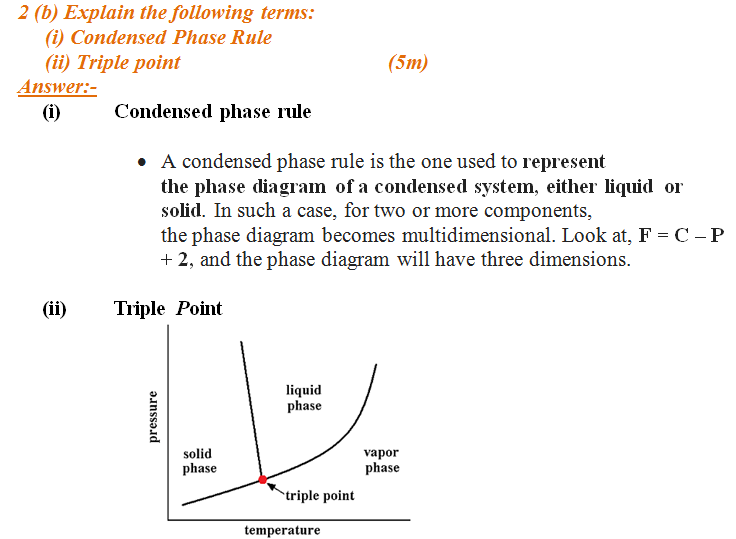 2 (b) Explain the following terms:
(i) Condensed Phase Rule
(ii) Triple point (5m)
Answer:-
(i) Condensed phase rule
• A condensed phase rule is the one used to represent
the phase diagram of a condensed system, either liquid or
solid. In such a case, for two or more components,
the phase diagram becomes multidimensional. Look at, F = C – P
+ 2, and the phase diagram will have three dimensions.
(ii) Triple Point
liquid
phase
pressure
solid
phase
vapor
phase
triple point
temperature